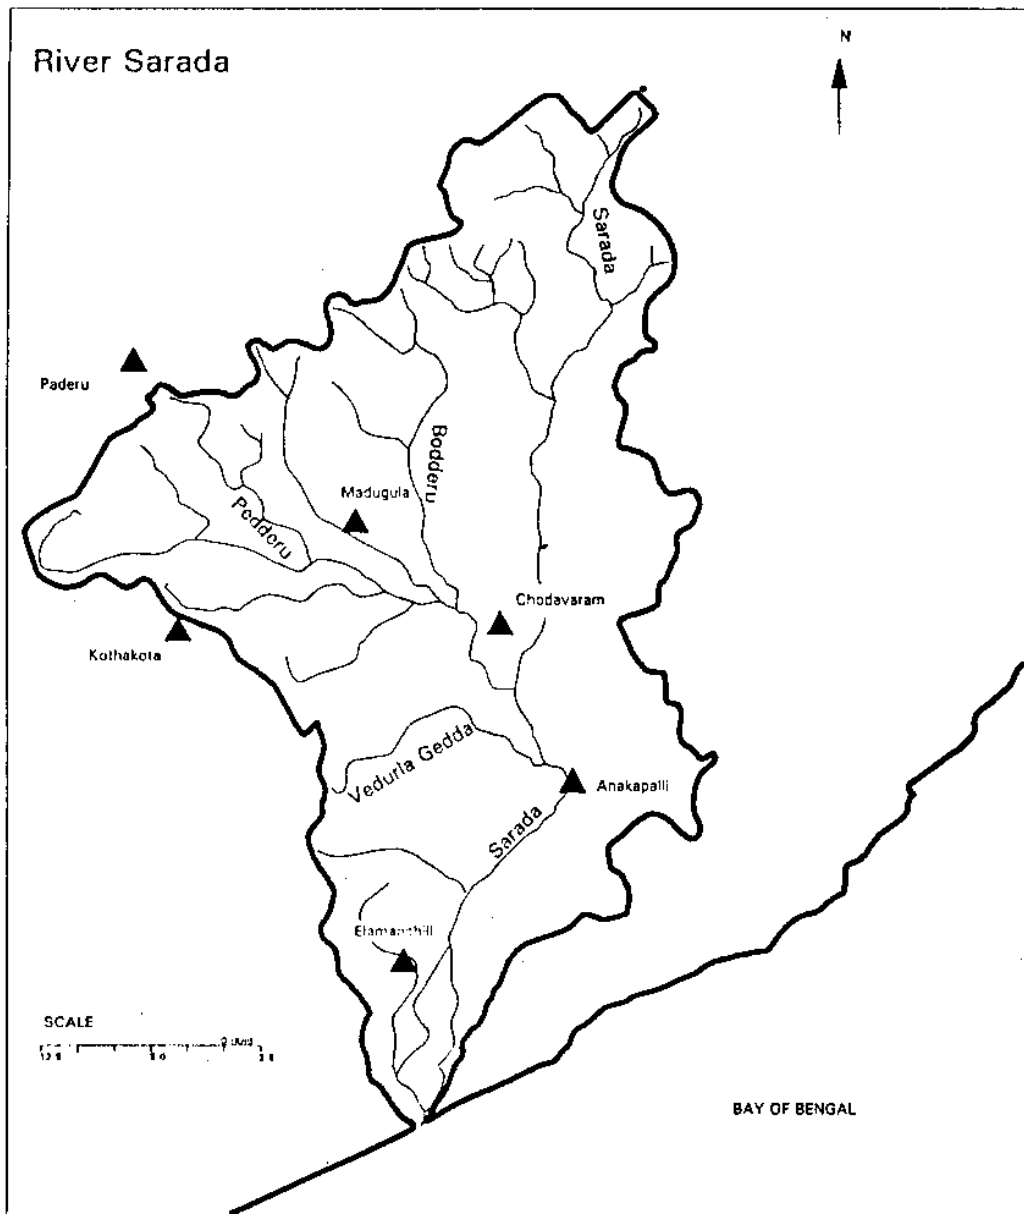 River Sarada
N
Sarada
Paderu
Bodderu
Madugula
Pedderu
Chodavaram
Kothakota
Vedurla Gedda
Anakapalli
Sarada
SCALE
BAY OF BENGAL